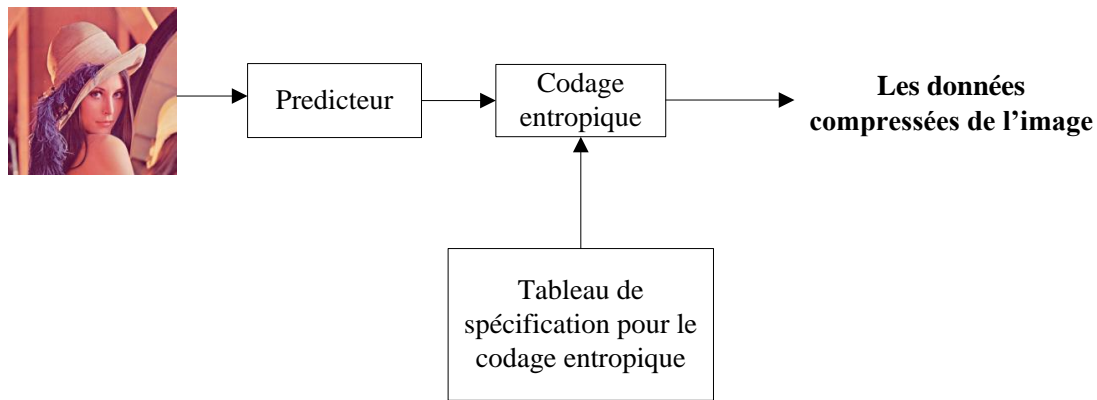 Predicteur
Codage
entropique
Les données
compressées de l’image
Tableau de
spécification pour le
codage entropique